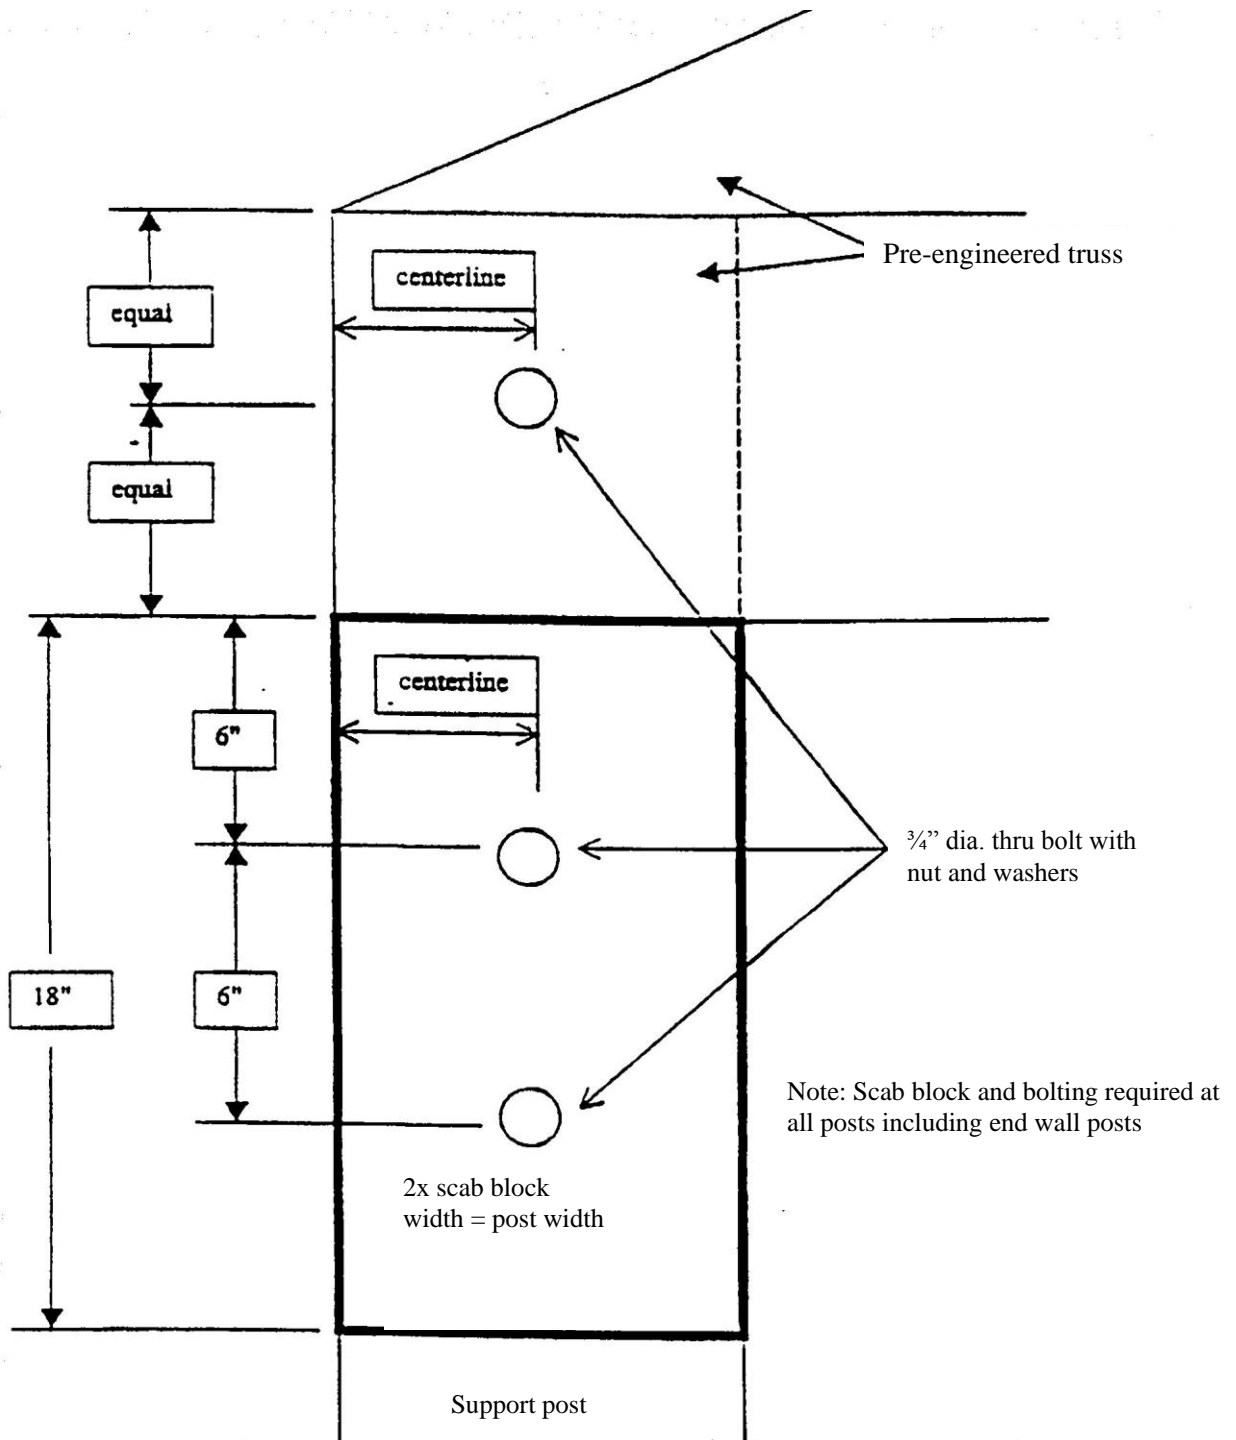 Pre-engineered truss
centerline
equal
equal
centerline
6"
¾” dia. thru bolt with
nut and washers
18"
6"
Note: Scab block and bolting required at
all posts including end wall posts
2x scab block
width = post width
Support post